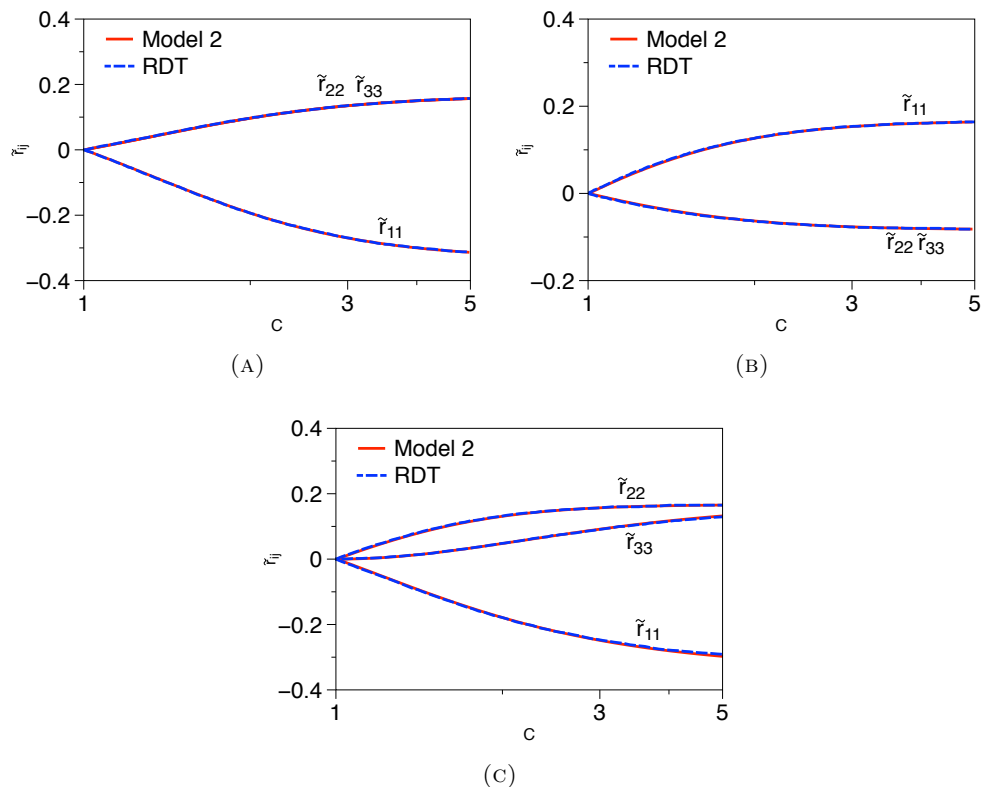 0.4
Model 2
RDT
0.2
r̃22 r̃33
0
r̃ij
−0.2
r̃11
−0.4
1
3
5
C
(A)
0.4
Model 2
RDT
0.2
r̃11
r̃ij
0
r̃22 r̃33
−0.2
1
3
5
C
(B)
0.4
Model 2
RDT
0.2
r̃22
r̃33
0
r̃ij
−0.2
r̃11
−0.4
1
3
5
C
(C)